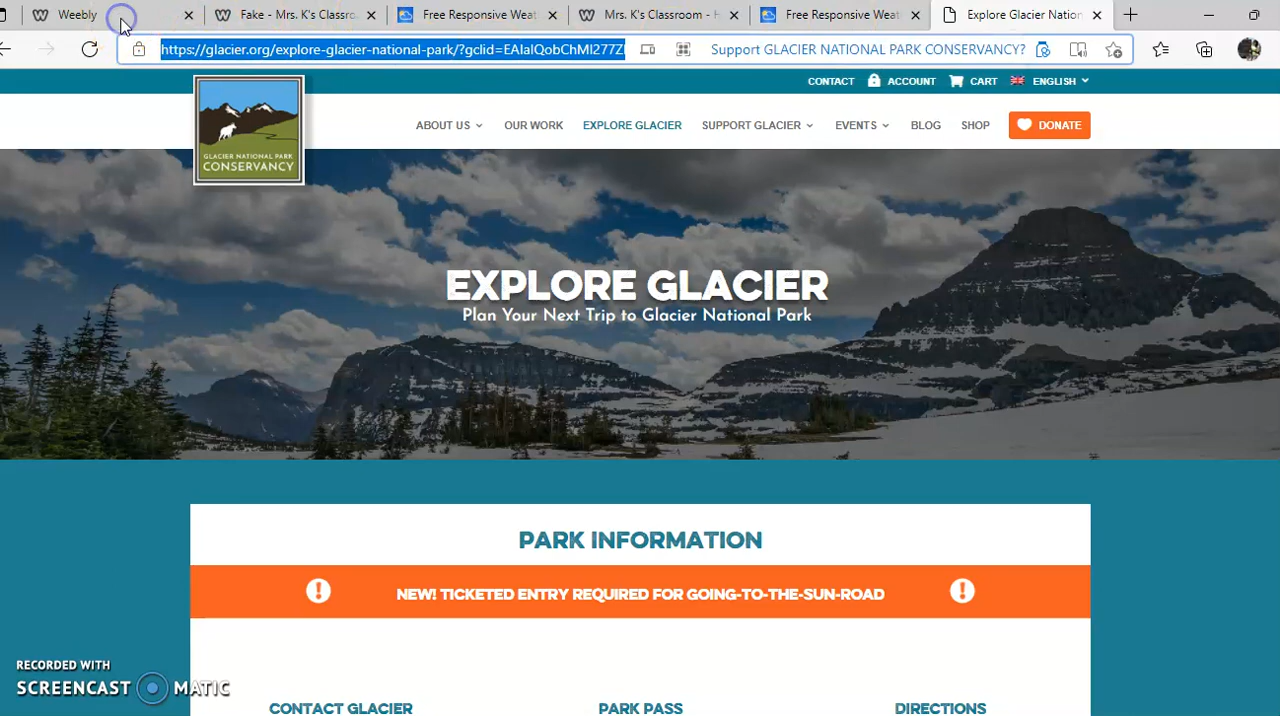 Weebly
Fake - Mrs. K's Classro
Free Responsive Weat
Mrs. K's Classroom - H
Free Responsive Weat
Explore Glacier Nation
https://glacier.org/explore-glacier-national-park/?gclid=EAIaIQobChMI277Z
Support GLACIER NATIONAL PARK CONSERVANCY?
CONTACT ACCOUNT CART ENGLISH
GLACIER NATIONAL PARK
CONSERVANCY
ABOUT US OUR WORK EXPLORE GLACIER SUPPORT GLACIER EVENTS BLOG SHOP DONATE
EXPLORE GLACIER
Plan Your Next Trip to Glacier National Park
PARK INFORMATION
NEW! TICKETED ENTRY REQUIRED FOR GOING-TO-THE-SUN-ROAD
RECORDED WITH
SCREENCAST MATIC
CONTACT GLACIER
PARK PASS
DIRECTIONS